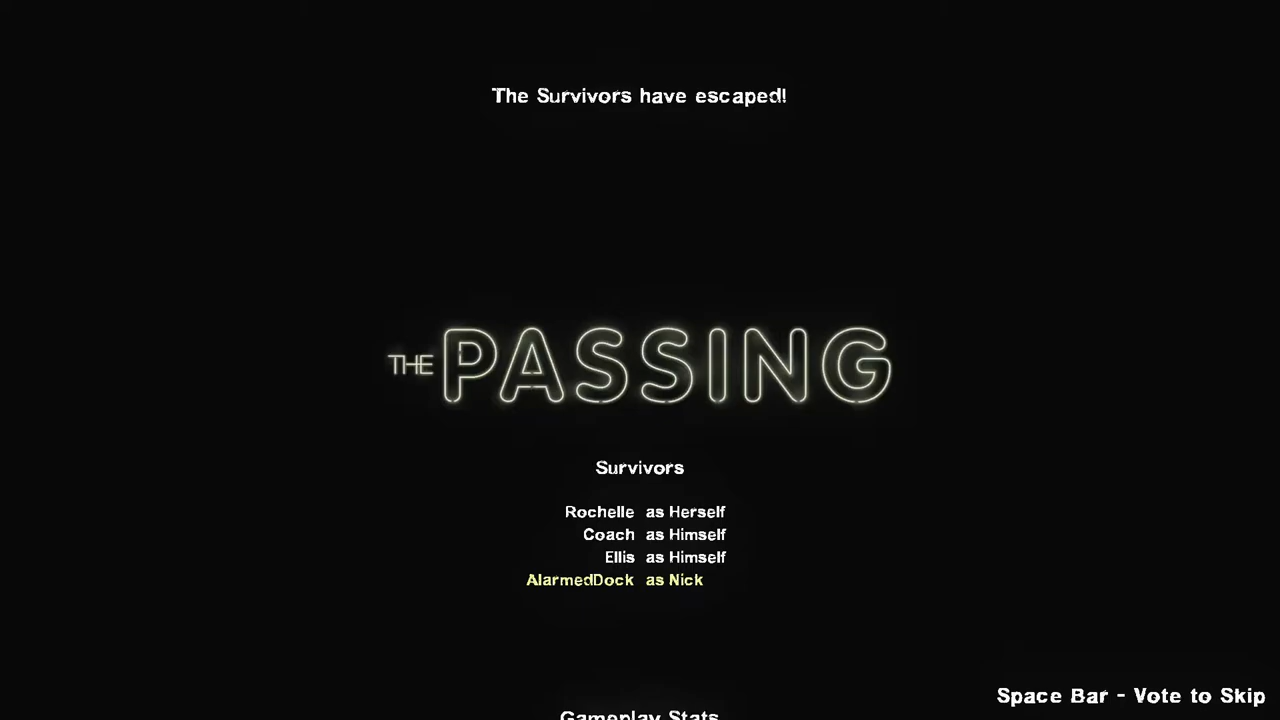 The Survivors have escaped!
THE PASSING
Survivors
Rochelle as Herself
Coach as Himself
Ellis as Himself
AlarmedDock as Nick
Gameplay Stats
Space Bar - Vote to Skip